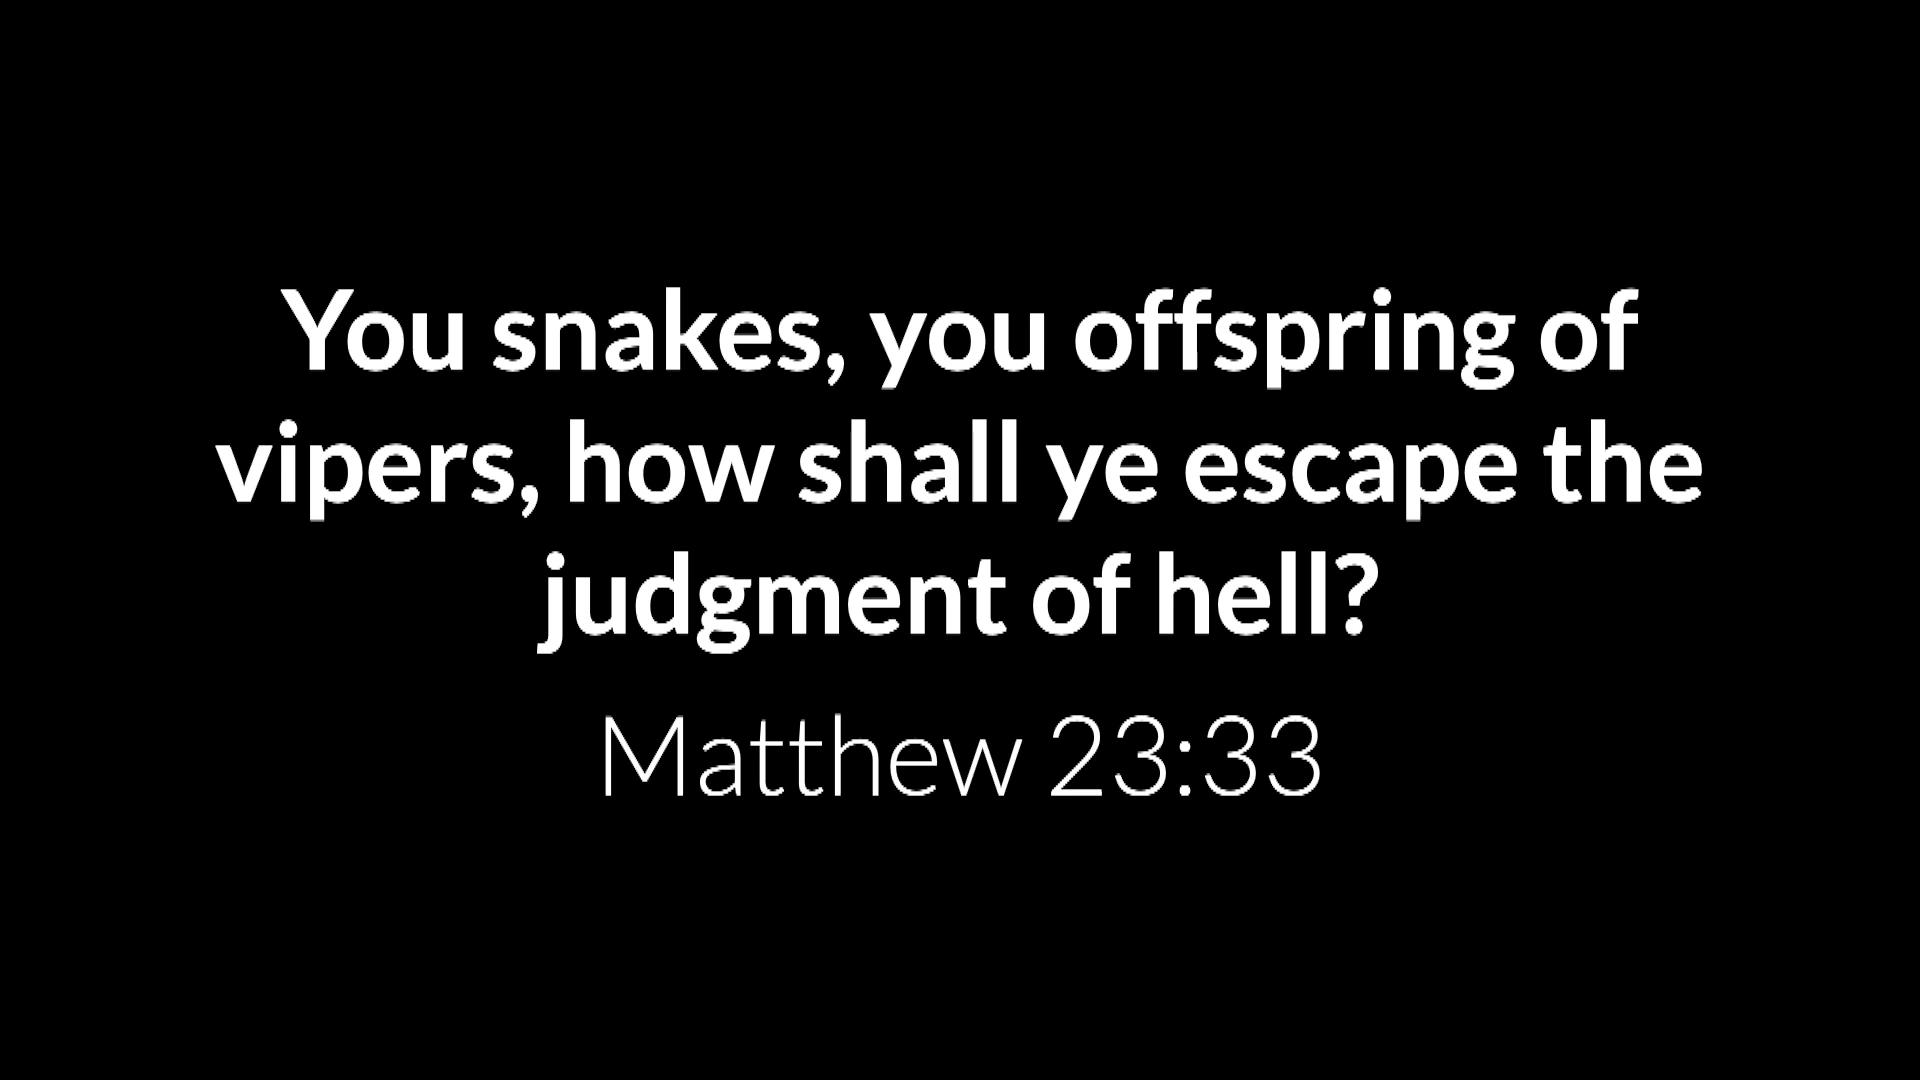 You snakes, you offspring of
vipers, how shall ye escape the
judgment of hell?
Matthew 23:33